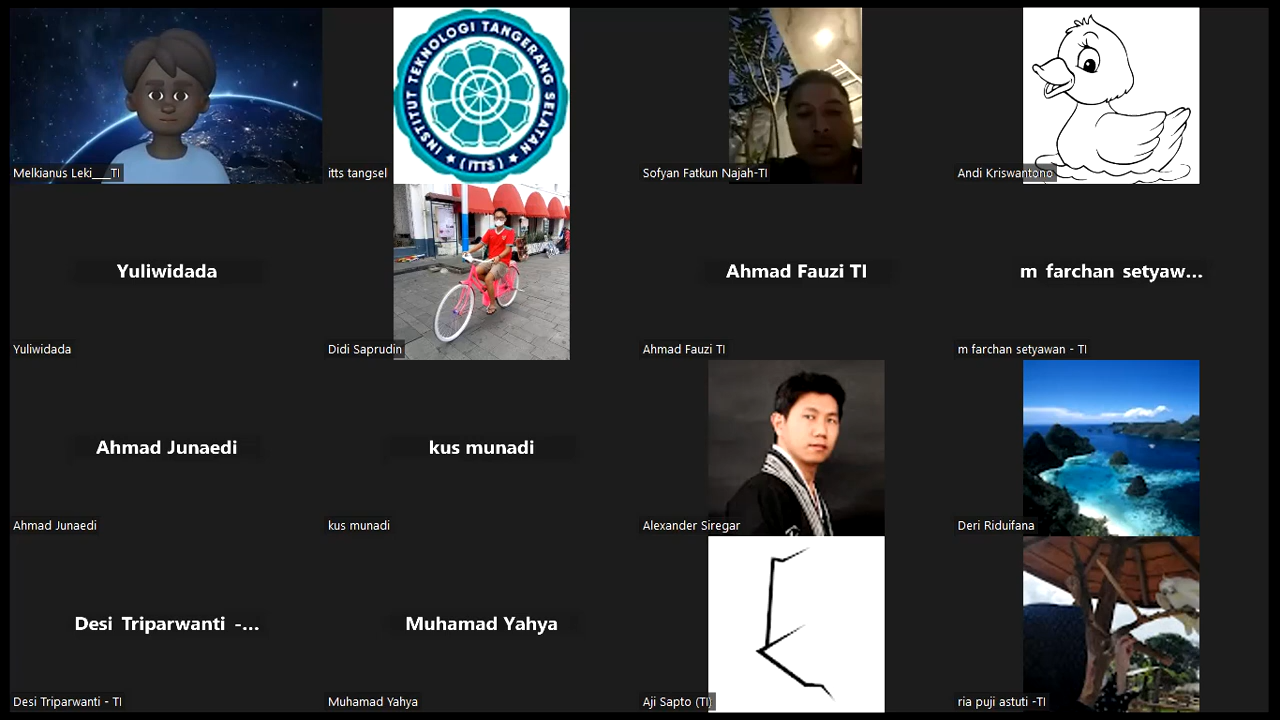 INSTITUT TEKNOLOGI TANGERANG SELATAN
★ ( ITTS ) ★
Melkianus Leki___TI
itts tangsel
Sofyan Fatkun Najah-TI
Andi Kriswantono
Yuliwidada
Ahmad Fauzi TI
m farchan setyaw...
Yuliwidada
Didi Saprudin
Ahmad Fauzi TI
m farchan setyawan - TI
Ahmad Junaedi
kus munadi
Ahmad Junaedi
kus munadi
Alexander Siregar
Deri Riduifana
Desi Triparwanti -...
Muhamad Yahya
Desi Triparwanti - TI
Muhamad Yahya
Aji Sapto (TI)
ria puji astuti -TI